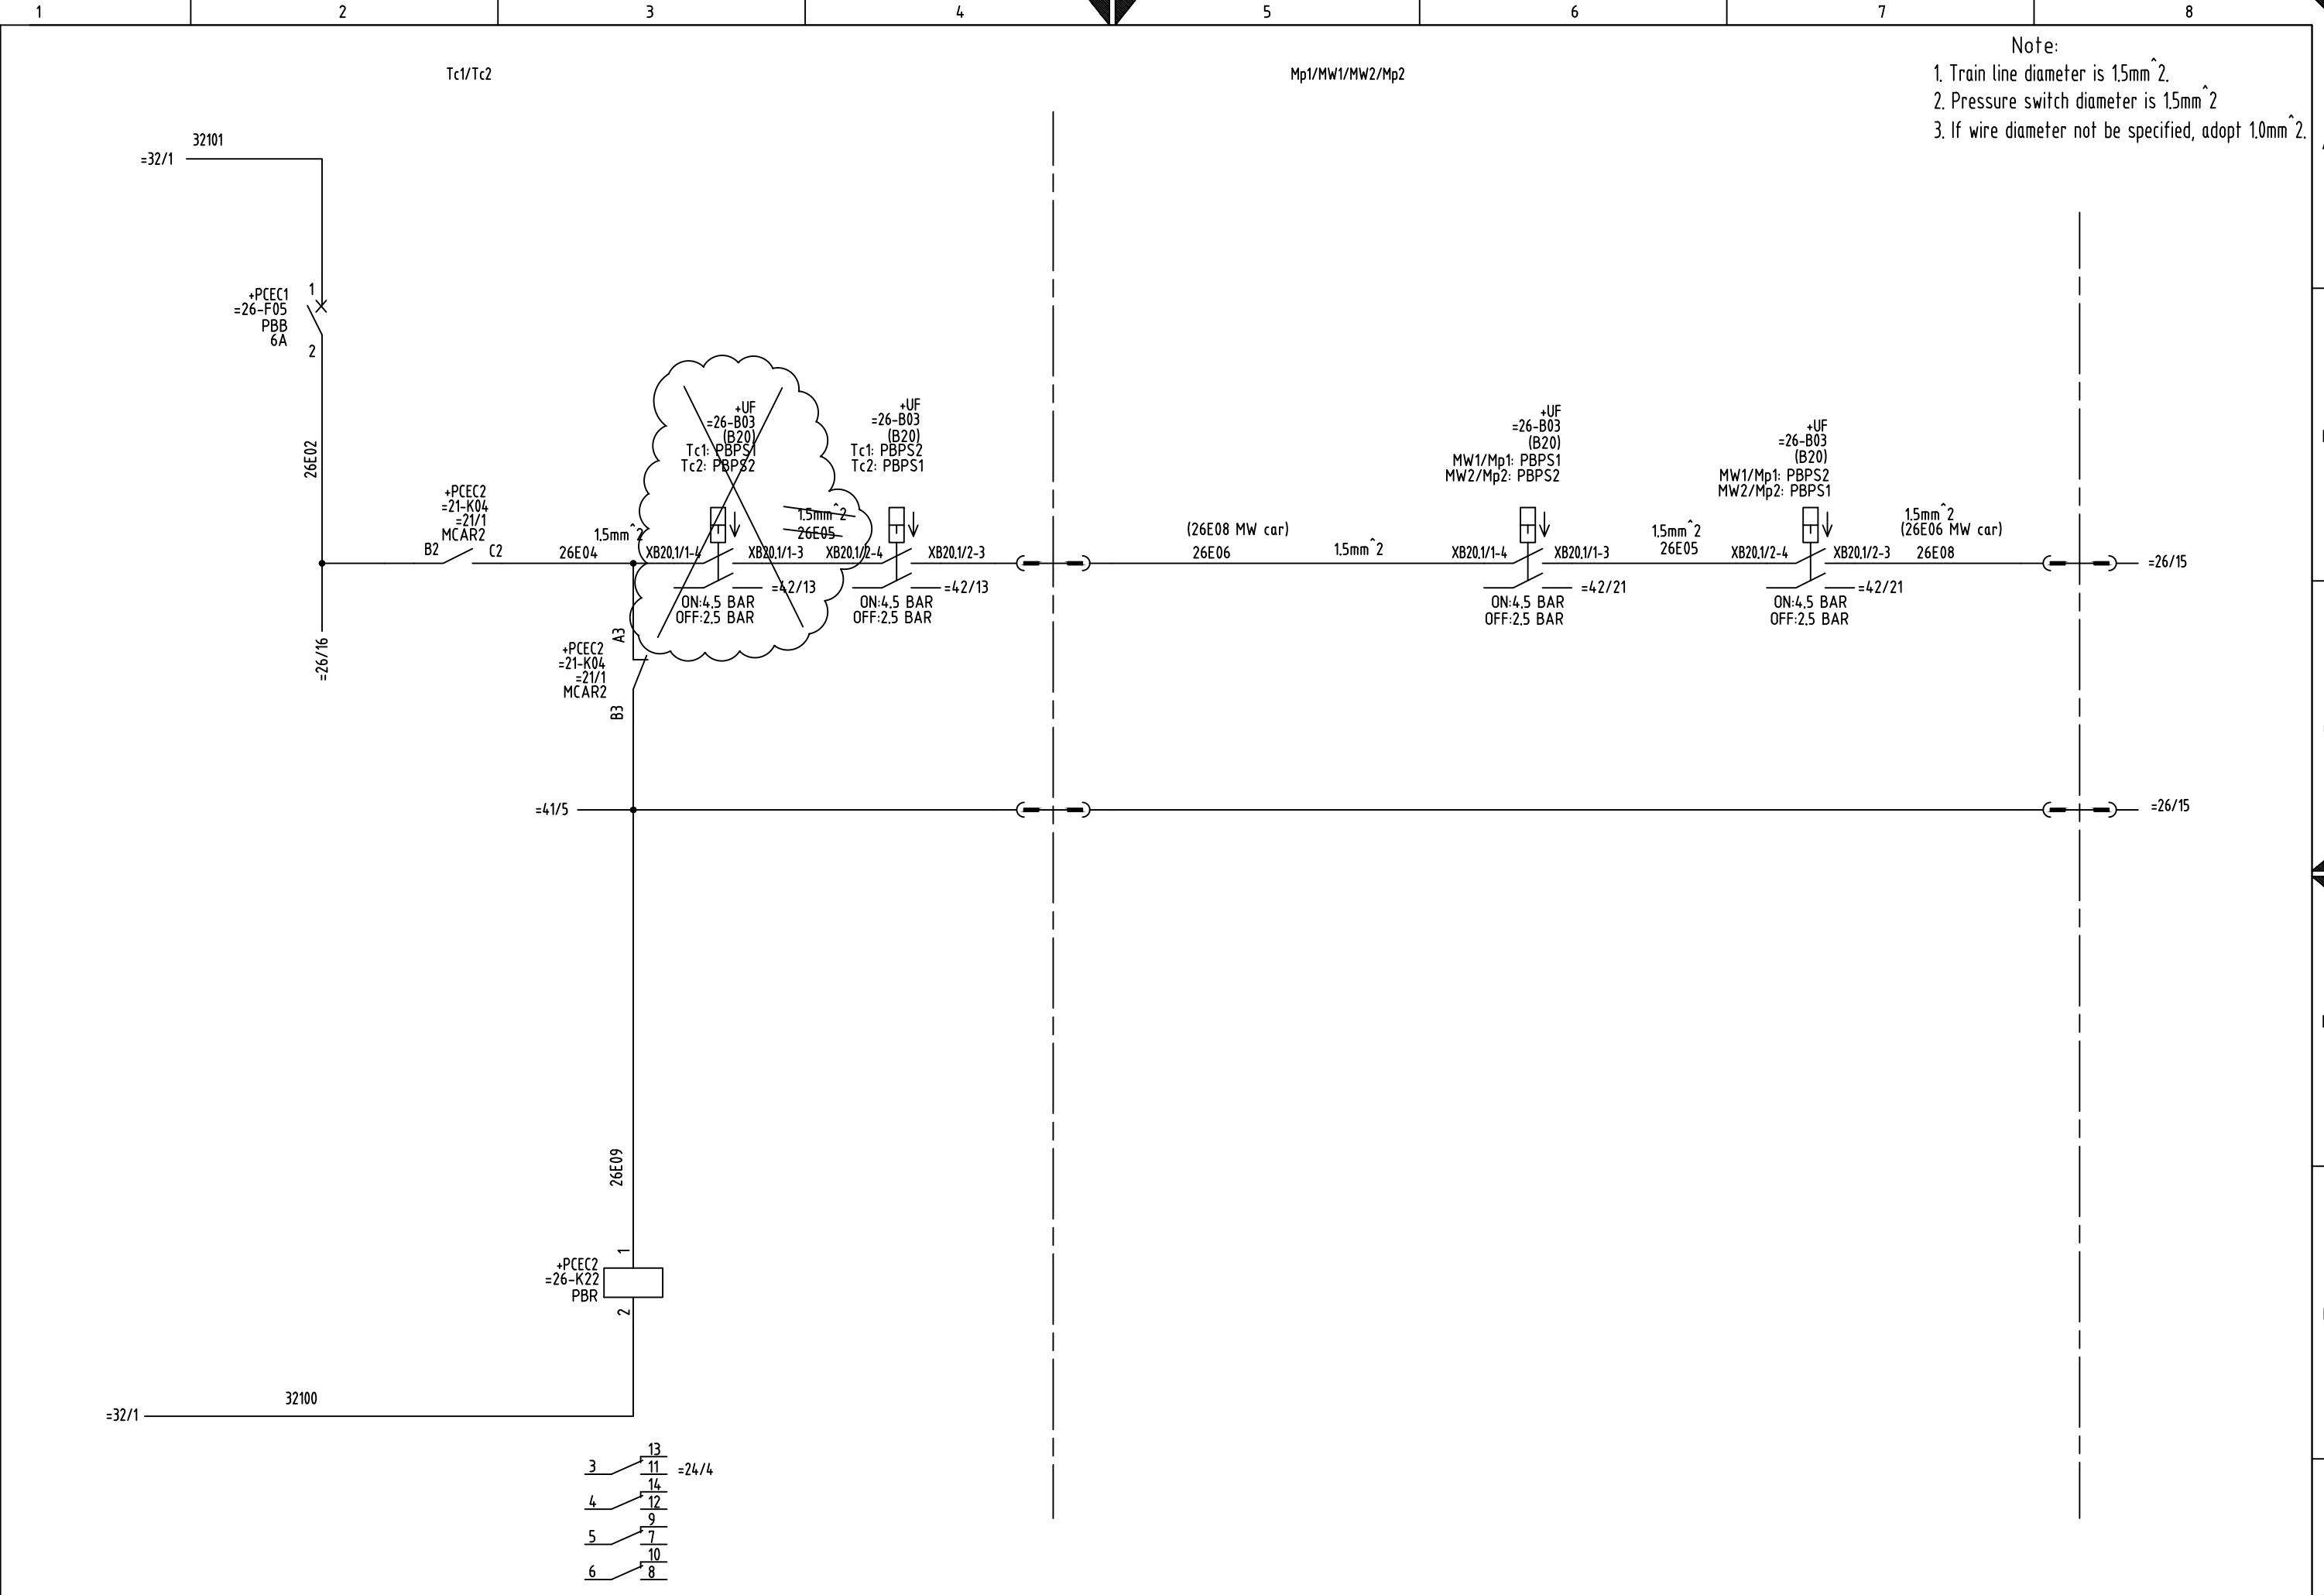 1 2 3 4 5 6 7 8
Tc1/Tc2
Mp1/MW1/MW2/Mp2
Note:
1. Train line diameter is 1.5mm^2.
2. Pressure switch diameter is 1.5mm^2
3. If wire diameter not be specified, adopt 1.0mm^2.
32101
=32/1
+PCEC1
=26-F05
PBB
6A
1
2
26E02
=26/16
+PCEC2
=21-K04
=21/1
MCAR2
B2
C2
26E04
1.5mm^2
+UF
=26-B03
(B20)
Tc1: PBPS1
Tc2: PBPS2
XB20.1/1-4
XB20.1/1-3
=42/13
ON:4.5 BAR
OFF:2.5 BAR
1.5mm^2
26E05
+UF
=26-B03
(B20)
Tc1: PBPS2
Tc2: PBPS1
XB20.1/2-4
XB20.1/2-3
=42/13
ON:4.5 BAR
OFF:2.5 BAR
(26E08 MW car)
26E06
1.5mm^2
+UF
=26-B03
(B20)
MW1/Mp1: PBPS1
MW2/Mp2: PBPS2
XB20.1/1-4
XB20.1/1-3
=42/21
ON:4.5 BAR
OFF:2.5 BAR
1.5mm^2
26E05
+UF
=26-B03
(B20)
MW1/Mp1: PBPS2
MW2/Mp2: PBPS1
XB20.1/2-4
XB20.1/2-3
=42/21
ON:4.5 BAR
OFF:2.5 BAR
1.5mm^2
(26E06 MW car)
26E08
=26/15
A3
+PCEC2
=21-K04
=21/1
MCAR2
B3
=41/5
=26/15
26E09
1
+PCEC2
=26-K22
PBR
2
32100
=32/1
13
3 11 =24/4
14
4 12
9
5 7
10
6 8